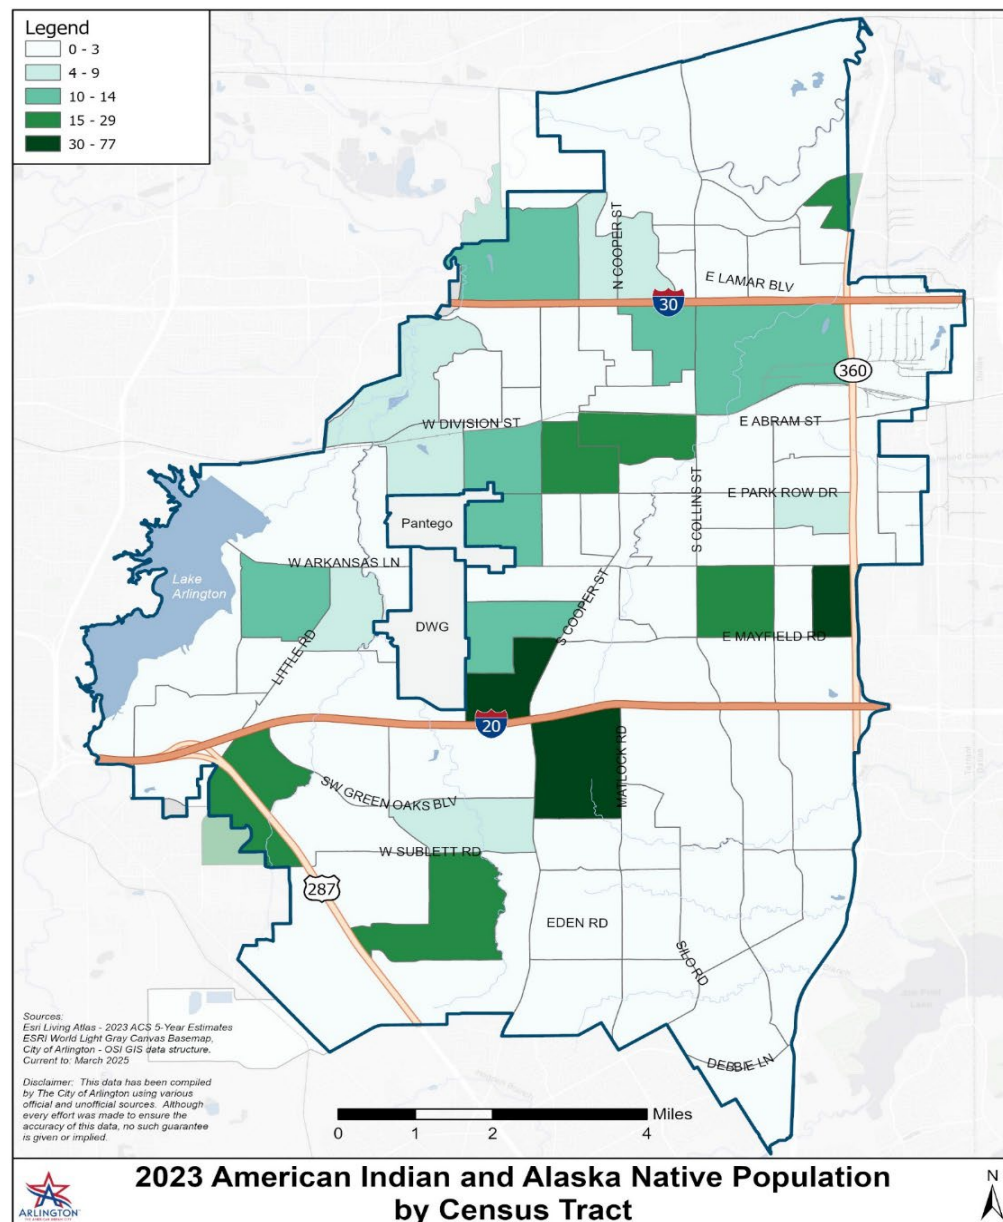 Legend
0 - 3
4 - 9
10 - 14
15 - 29
30 - 77
N COOPER ST
E LAMAR BLV
30
360
W DIVISION ST
E ABRAM ST
S COLLINS ST
E PARK ROW DR
Pantego
W ARKANSAS LN
Lake
Arlington
DWG
S COOPER ST
LITTLE RD
E MAYFIELD RD
20
MATLOCK RD
SW GREEN OAKS BLV
W SUBLETT RD
287
EDEN RD
SILO RD
DEBBIE LN
Sources:
Esri Living Atlas - 2023 ACS 5-Year Estimates
ESRI World Light Gray Canvas Basemap,
City of Arlington - OSI GIS data structure.
Current to: March 2025
Disclaimer: This data has been compiled
by The City of Arlington using various
official and unofficial sources. Although
every effort was made to ensure the
accuracy of this data, no such guarantee
is given or implied.
Miles
0 1 2 4
ARLINGTON
2023 American Indian and Alaska Native Population
by Census Tract
N